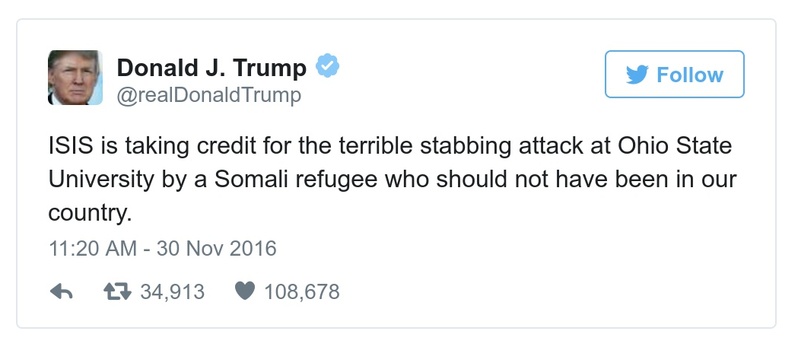 Donald J. Trump
@realDonaldTrump
Follow
ISIS is taking credit for the terrible stabbing attack at Ohio State
University by a Somali refugee who should not have been in our
country.
11:20 AM - 30 Nov 2016
34,913 108,678